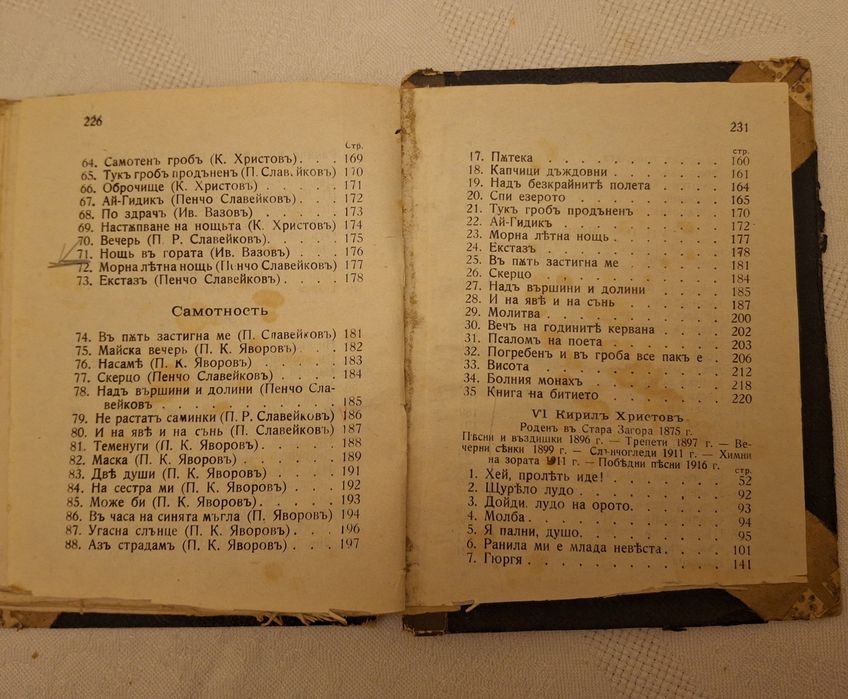 226
стр.
64. Самотенъ гробъ (К. Христовъ). . . 169
65. Тукъ гробъ продъненъ (П. Славейковъ) 170
66. Оброчище (К. Христовъ) . . . . 171
67. Ай-Гидикъ (Пенчо Славейковъ). . . 172
68. По здрачъ (Ив. Вазовъ) . . . . . 173
69. Настѫпване на нощьта (К. Христовъ) 174
70. Вечерь (П. Р. Славейковъ). . . . . 175
71. Нощь въ гората (Ив. Вазовъ) . . . 176
72. Морна лѣтна нощь (Пенчо Славейковъ) 177
73. Екстазъ (Пенчо Славейковъ) . . . . 178
Самотность
74. Въ пѫть застигна ме (П. Славейковъ) 181
75. Майска вечерь (П. К. Яворовъ) . . . 182
76. Насамѣ (П. К. Яворовъ) . . . . . 183
77. Скерцо (Пенчо Славейковъ) . . . . 184
78. Надъ вършини и долини (Пенчо Сла-
вейковъ . . . . . . . . . . . 185
79. Не растатъ саминки (П. Р. Славейковъ) 186
80. И на явѣ и на сънь (П. Славейковъ) 187
81. Теменуги (П. К. Яворовъ) . . . . . 188
82. Маска (П. К. Яворовъ) . . . . . . 189
83. Двѣ души (П. К. Яворовъ) . . . . . 191
84. На сестра ми (П. К. Яворовъ) . . . . 192
85. Може би (П. К. Яворовъ) . . . . . 193
86. Въ часа на синята мъгла (П. Яворовъ) 194
87. Угасна слънце (П. К. Яворовъ) . . . 196
88. Азъ страдамъ (П. К. Яворовъ) . . . 197
231
стр.
17. Пѫтека . . . . . . . . . . . 160
18. Капчици дъждовни . . . . . . . 161
19. Надъ безкрайнитѣ полета . . . . . 164
20. Спи езерото . . . . . . . . . . 165
21. Тукъ гробъ продъненъ . . . . . . 170
22. Ай-Гидикъ . . . . . . . . . . 172
23. Морна лѣтна нощь . . . . . . . 177
24. Екстазъ . . . . . . . . . . . 178
25. Въ пѫть застигна ме . . . . . . 181
26. Скерцо . . . . . . . . . . . 184
27. Надъ вършини и долини . . . . . 185
28. И на явѣ и на сънь . . . . . . . 187
29. Молитва . . . . . . . . . . . 200
30. Вечъ на годинитѣ кервана . . . . . 202
31. Псаломъ на поета . . . . . . . 203
32. Погребенъ и въ гроба все пакъ е . . 206
33. Висота . . . . . . . . . . . 212
34. Болния монахъ . . . . . . . . . 218
35 Книга на битието . . . . . . . . 220
VI Кирилъ Христовъ.
Роденъ въ Стара Загора 1875 г.
Пѣсни и въздишки 1896 г. — Трепети 1897 г. — Ве-
черни сѣнки 1899 г. — Слънчогледи 1911 г. — Химни
на зората 1911 г. — Побѣдни пѣсни 1916 г.
стр.
1. Хей, пролѣть иде! . . . . . . . . 52
2. Щурѣло лудо . . . . . . . . . . 92
3. Дойди, лудо на орото. . . . . . . 93
4. Молба. . . . . . . . . . . . 94
5. Я пални, душо. . . . . . . . . 95
6. Ранила ми е млада невѣста. . . . . 101
7. Гюргя . . . . . . . . . . . . 141